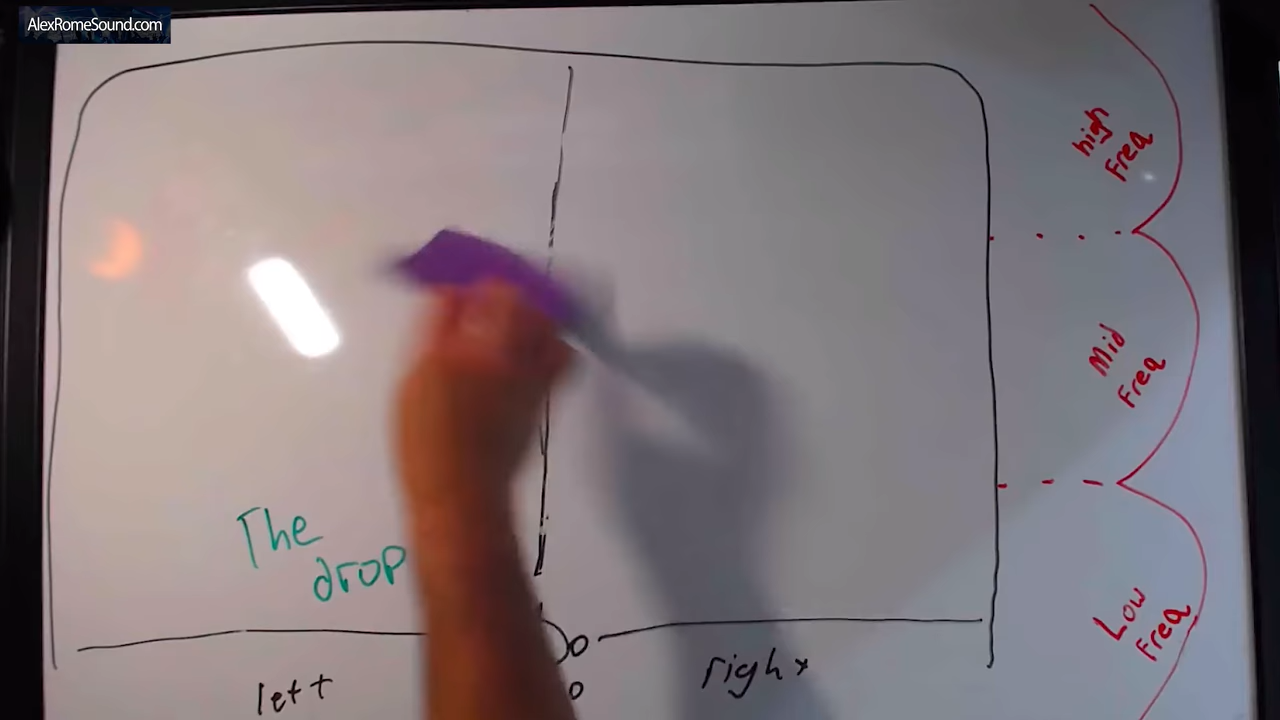 AlexRomeSound.com
high
Freq
Mid
Freq
The
drop
Low
Freq
left
right